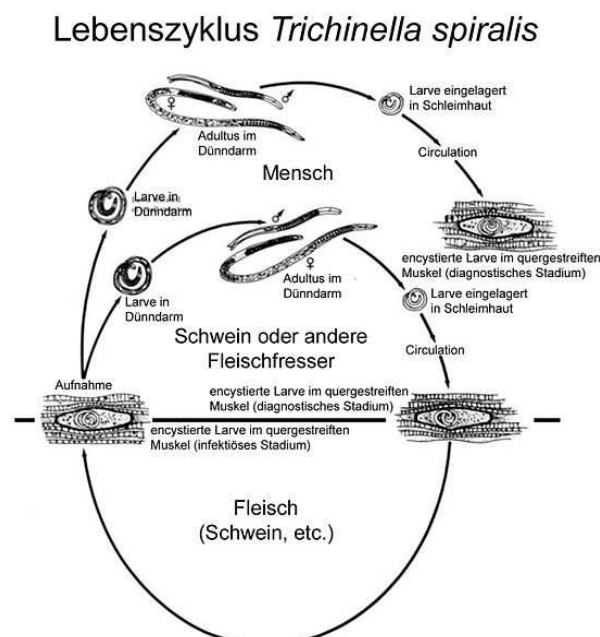 Lebenszyklus Trichinella spiralis
Larve eingelagert
in Schleimhaut
♂
♀
Adultus im
Dünndarm
Circulation
Mensch
Larve in
Dünndarm
encystierte Larve im quergestreiften
Muskel (diagnostisches Stadium)
♂
♀
Adultus im
Dünndarm
Larve in
Dünndarm
Larve eingelagert
in Schleimhaut
Schwein oder andere
Fleischfresser
Circulation
Aufnahme
encystierte Larve im quergestreiften
Muskel (diagnostisches Stadium)
encystierte Larve im quergestreiften
Muskel (infektiöses Stadium)
Fleisch
(Schwein, etc.)